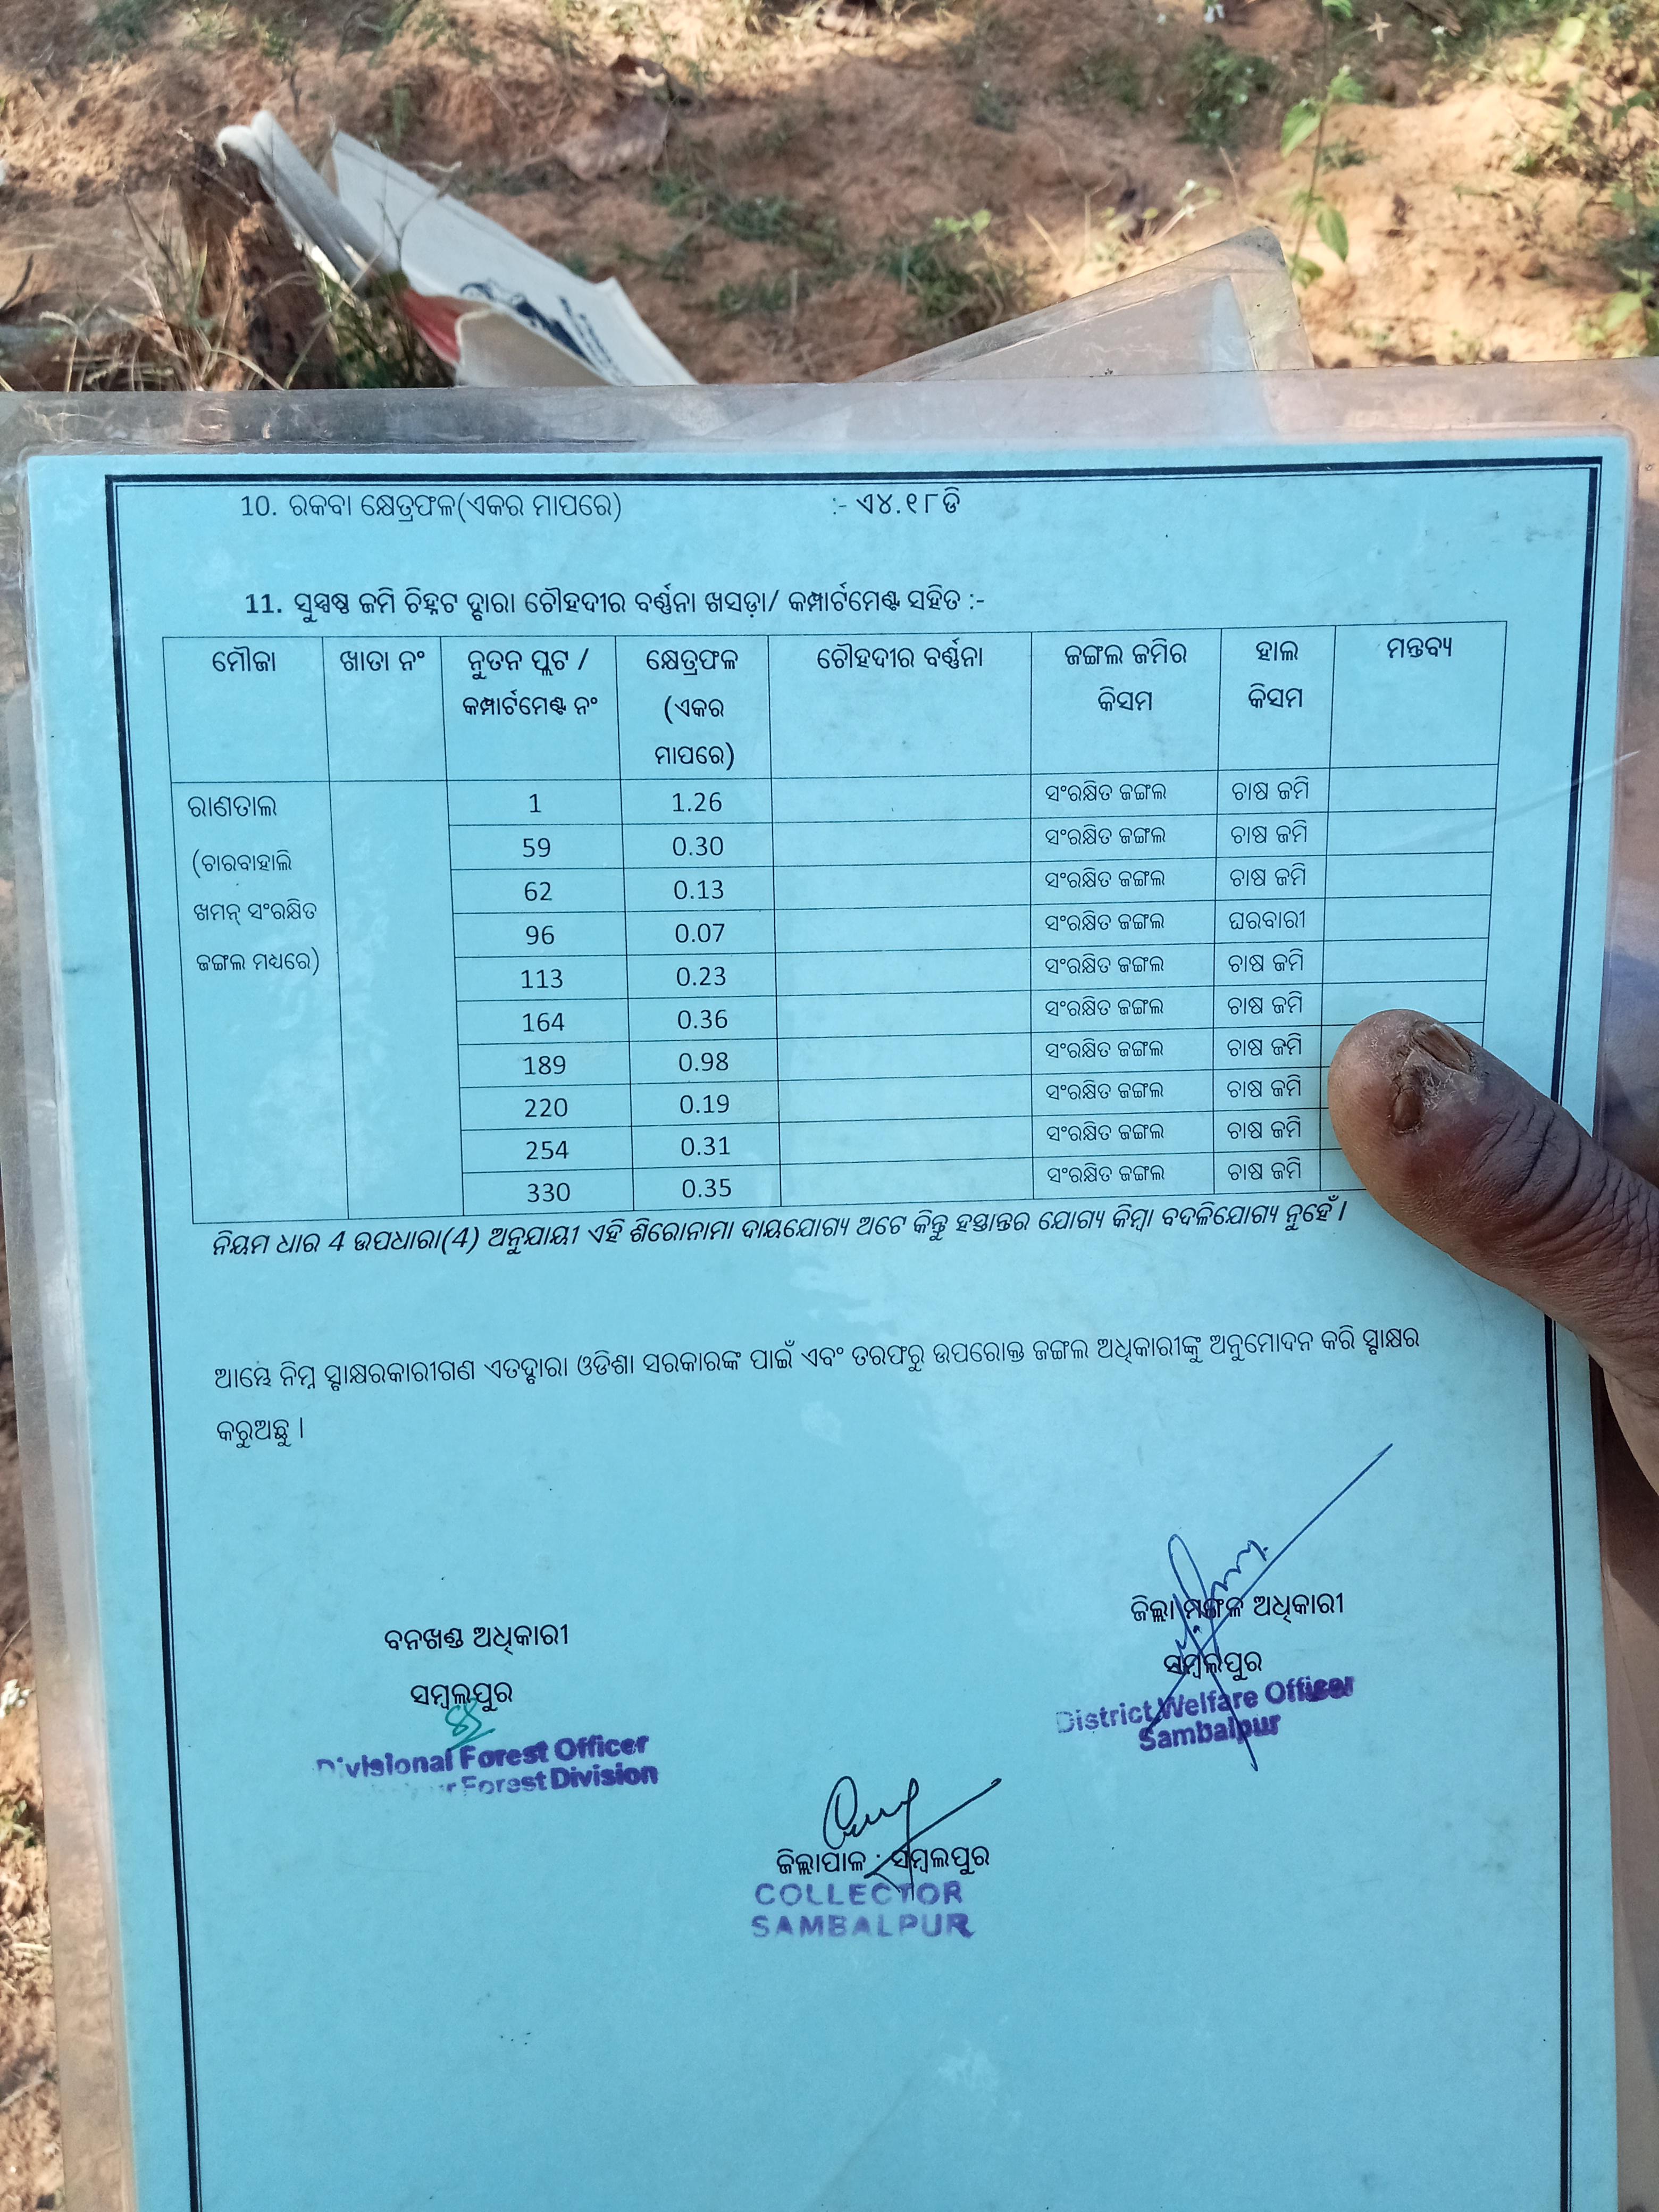 10. ରକବା କ୍ଷେତ୍ରଫଳ(ଏକର ମାପରେ) :- ଏ୪.୧୮ଡି
11. ସୁସ୍ପଷ୍ଟ ଜମି ଚିହ୍ନଟ ଦ୍ବାରା ଚୌହଦୀର ବର୍ଣ୍ଣନା ଖସଡ଼ା/ କମ୍ପାର୍ଟମେଣ୍ଟ ସହିତ :-
ମୌଜା ଖାତା ନଂ ନୁତନ ପ୍ଲଟ / କ୍ଷେତ୍ରଫଳ ଚୌହଦୀର ବର୍ଣ୍ଣନା ଜଙ୍ଗଲ ଜମିର ହାଲ ମନ୍ତବ୍ୟ
କମ୍ପାର୍ଟମେଣ୍ଟ ନଂ (ଏକର କିସମ କିସମ
ମାପରେ)
ରାଣତାଲ 1 1.26 ସଂରକ୍ଷିତ ଜଙ୍ଗଲ ଚାଷ ଜମି
(ଚାରବାହାଲି 59 0.30 ସଂରକ୍ଷିତ ଜଙ୍ଗଲ ଚାଷ ଜମି
62 0.13 ସଂରକ୍ଷିତ ଜଙ୍ଗଲ ଚାଷ ଜମି
ଖମନ୍ ସଂରକ୍ଷିତ 96 0.07 ସଂରକ୍ଷିତ ଜଙ୍ଗଲ ଘରବାରୀ
ଜଙ୍ଗଲ ମଧ୍ୟରେ) 113 0.23 ସଂରକ୍ଷିତ ଜଙ୍ଗଲ ଚାଷ ଜମି
164 0.36 ସଂରକ୍ଷିତ ଜଙ୍ଗଲ ଚାଷ ଜମି
189 0.98 ସଂରକ୍ଷିତ ଜଙ୍ଗଲ ଚାଷ ଜମି
220 0.19 ସଂରକ୍ଷିତ ଜଙ୍ଗଲ ଚାଷ ଜମି
254 0.31 ସଂରକ୍ଷିତ ଜଙ୍ଗଲ ଚାଷ ଜମି
330 0.35 ସଂରକ୍ଷିତ ଜଙ୍ଗଲ ଚାଷ ଜମି
ନିୟମ ଧାର 4 ଉପଧାରା(4) ଅନୁଯାୟୀ ଏହି ଶିରୋନାମା ଦାୟଯୋଗ୍ୟ ଅଟେ କିନ୍ତୁ ହସ୍ତାନ୍ତର ଯୋଗ୍ୟ କିମ୍ବା ବଦଳିଯୋଗ୍ୟ ନୁହେଁ ।
ଆମ୍ଭେ ନିମ୍ନ ସ୍ବାକ୍ଷରକାରୀଗଣ ଏତଦ୍ବାରା ଓଡିଶା ସରକାରଙ୍କ ପାଇଁ ଏବଂ ତରଫରୁ ଉପରୋକ୍ତ ଜଙ୍ଗଲ ଅଧିକାରୀଙ୍କୁ ଅନୁମୋଦନ କରି ସ୍ବାକ୍ଷର
କରୁଅଛୁ ।
ଜିଲ୍ଲା ମଙ୍ଗଳ ଅଧିକାରୀ
ସମ୍ବଲପୁର
District Welfare Officer
Sambalpur
ବନଖଣ୍ଡ ଅଧିକାରୀ
ସମ୍ବଲପୁର
Divisional Forest Officer
Forest Division
ଜିଲ୍ଲାପାଳ : ସମ୍ବଲପୁର
COLLECTOR
SAMBALPUR